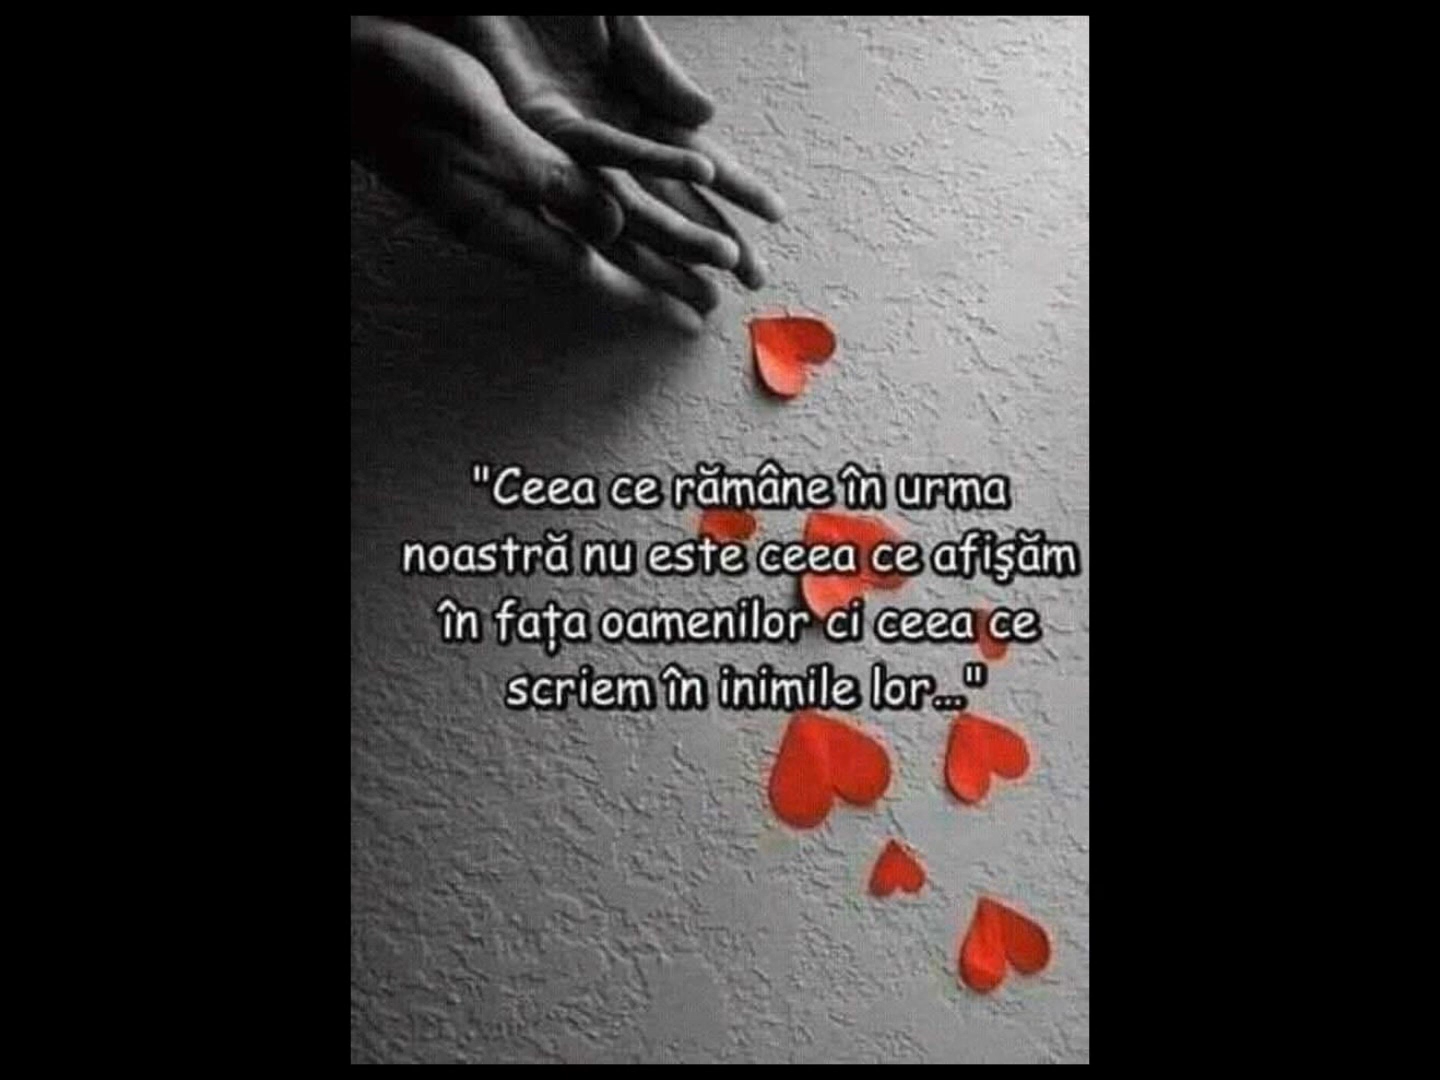 "Ceea ce rămâne în urma
noastră nu este ceea ce afişăm
în fața oamenilor ci ceea ce
scriem în inimile lor..."